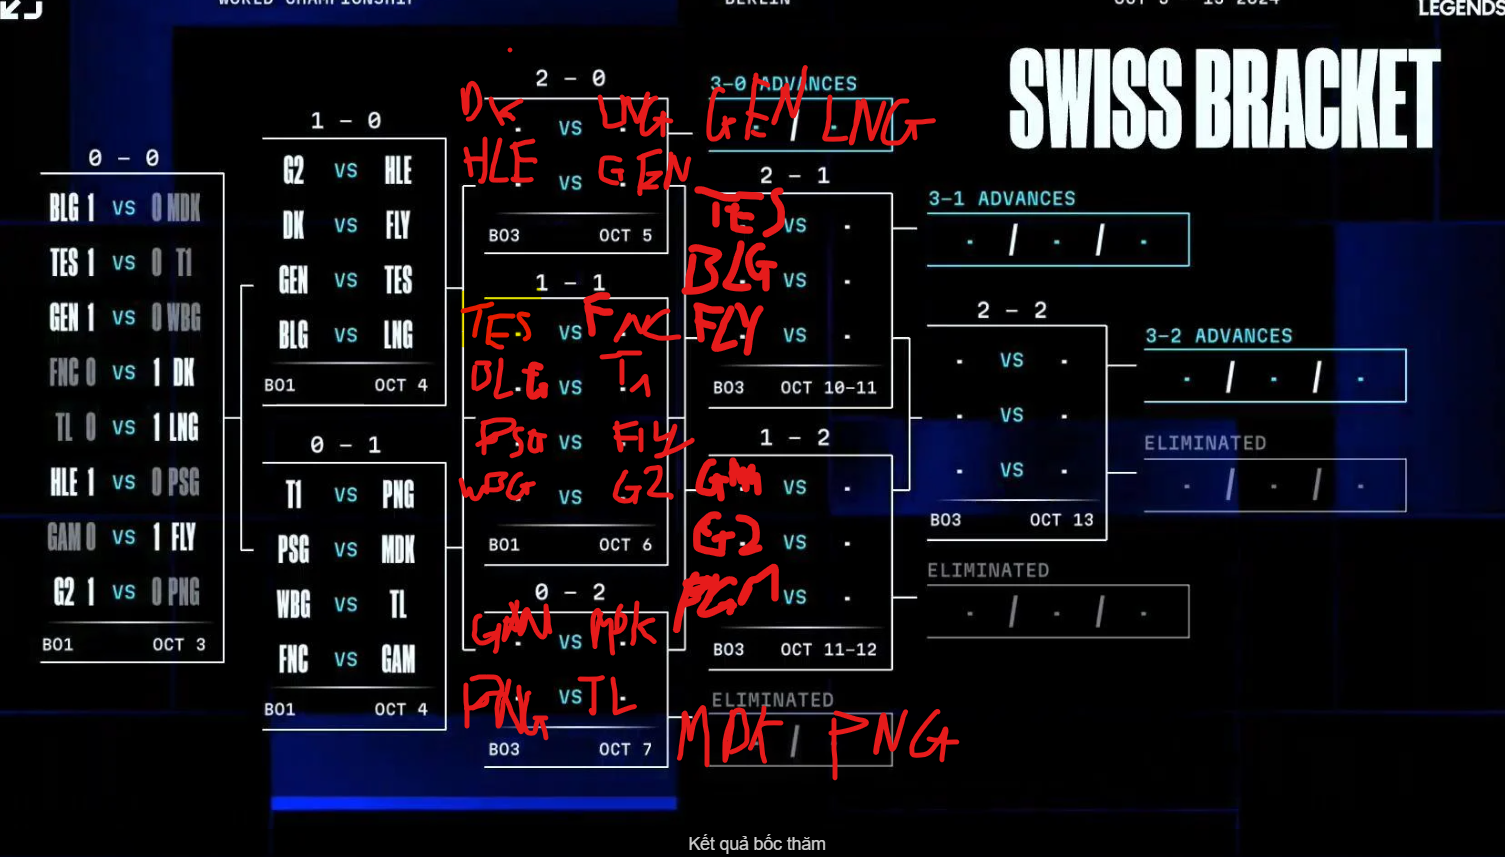 WORLD CHAMPIONSHIP
BERLIN
OCT 3 - 13 2024
LEGENDS
SWISS BRACKET
0 - 0
BLG 1 VS 0 MDK
TES 1 VS 0 T1
GEN 1 VS 0 WBG
FNC 0 VS 1 DK
TL 0 VS 1 LNG
HLE 1 VS 0 PSG
GAM 0 VS 1 FLY
G2 1 VS 0 PNG
BO1 OCT 3
1 - 0
G2 VS HLE
DK VS FLY
GEN VS TES
BLG VS LNG
BO1 OCT 4
0 - 1
T1 VS PNG
PSG VS MDK
WBG VS TL
FNC VS GAM
BO1 OCT 4
2 - 0
DK VS LNG
HLE VS GEN
BO3 OCT 5
1 - 1
TES VS FNC
BLG VS T1
PSG VS FLY
WBG VS G2
BO1 OCT 6
0 - 2
GAM VS MDK
PNG VS TL
BO3 OCT 7
3-0 ADVANCES
GEN / LNG
2 - 1
TES VS -
BLG VS -
FLY VS -
BO3 OCT 10-11
1 - 2
GAM VS -
G2 VS -
VS -
BO3 OCT 11-12
ELIMINATED
MDK / PNG
3-1 ADVANCES
- / - / -
2 - 2
- VS -
- VS -
- VS -
BO3 OCT 13
ELIMINATED
- / - / -
3-2 ADVANCES
- / - / -
ELIMINATED
- / - / -
Kết quả bốc thăm